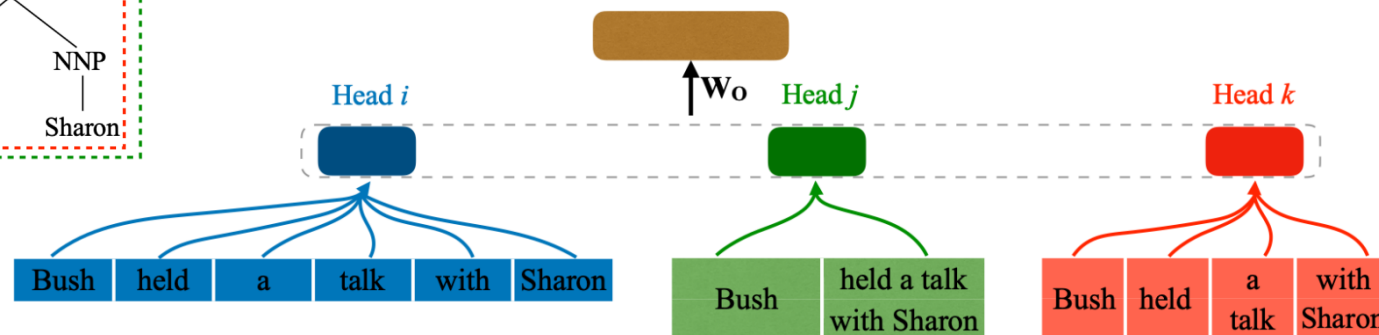 NNP
Sharon
Wo
Head i
Head j
Head k
Bush held a talk with Sharon
Bush
held a talk
with Sharon
Bush held
a
talk
with
Sharon